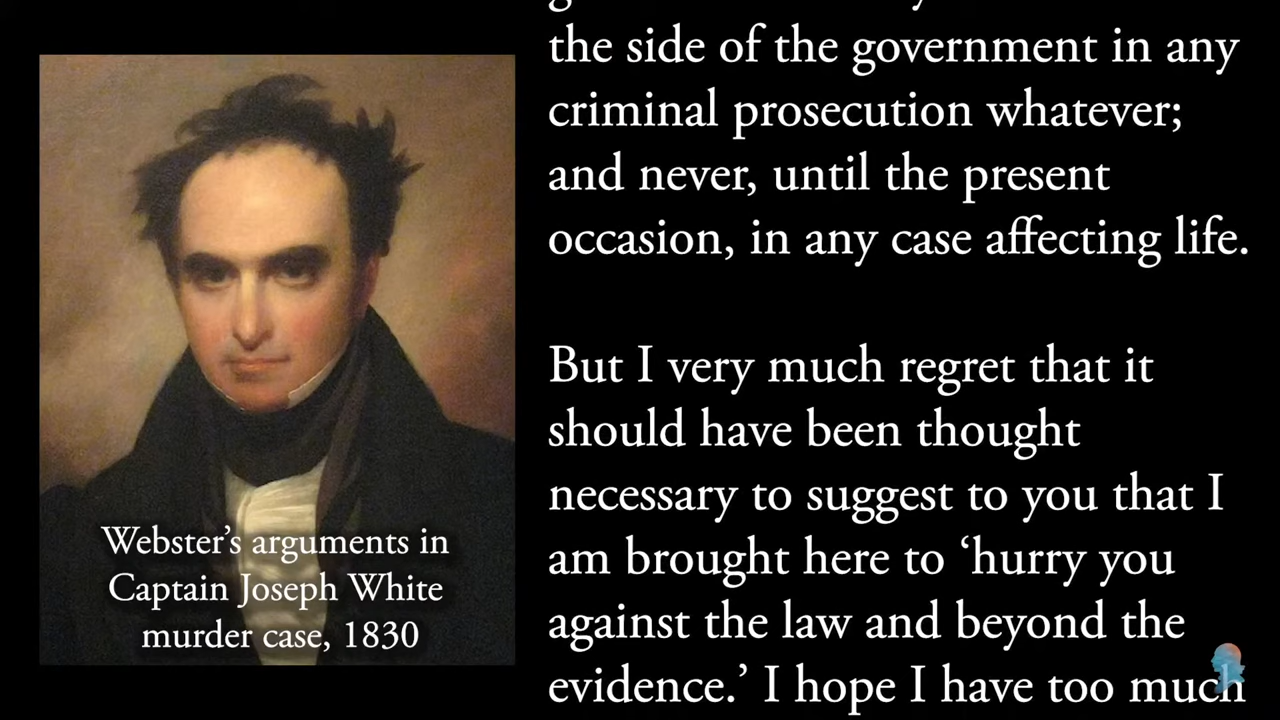 the side of the government in any
criminal prosecution whatever;
and never, until the present
occasion, in any case affecting life.
But I very much regret that it
should have been thought
necessary to suggest to you that I
am brought here to ‘hurry you
against the law and beyond the
evidence.’ I hope I have too much
Webster’s arguments in
Captain Joseph White
murder case, 1830